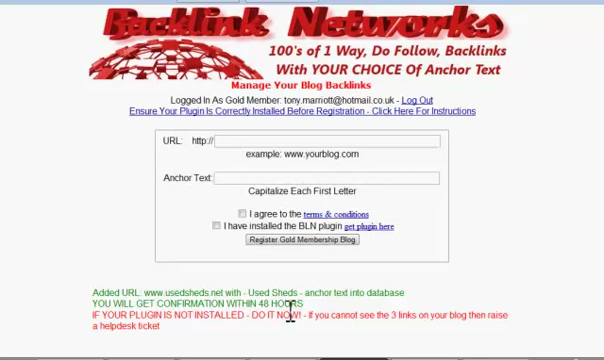 Backlink Networks
100's of 1 Way, Do Follow, Backlinks
With YOUR CHOICE Of Anchor Text
Manage Your Blog Backlinks
Logged In As Gold Member: tony.marriott@hotmail.co.uk - Log Out
Ensure Your Plugin Is Correctly Installed Before Registration - Click Here For Instructions
URL: http://
example: www.yourblog.com
Anchor Text:
Capitalize Each First Letter
I agree to the terms & conditions
I have installed the BLN plugin get plugin here
Register Gold Membership Blog
Added URL: www.usedsheds.net with - Used Sheds - anchor text into database
YOU WILL GET CONFIRMATION WITHIN 48 HOURS
IF YOUR PLUGIN IS NOT INSTALLED - DO IT NOW! - If you cannot see the 3 links on your blog then raise
a helpdesk ticket